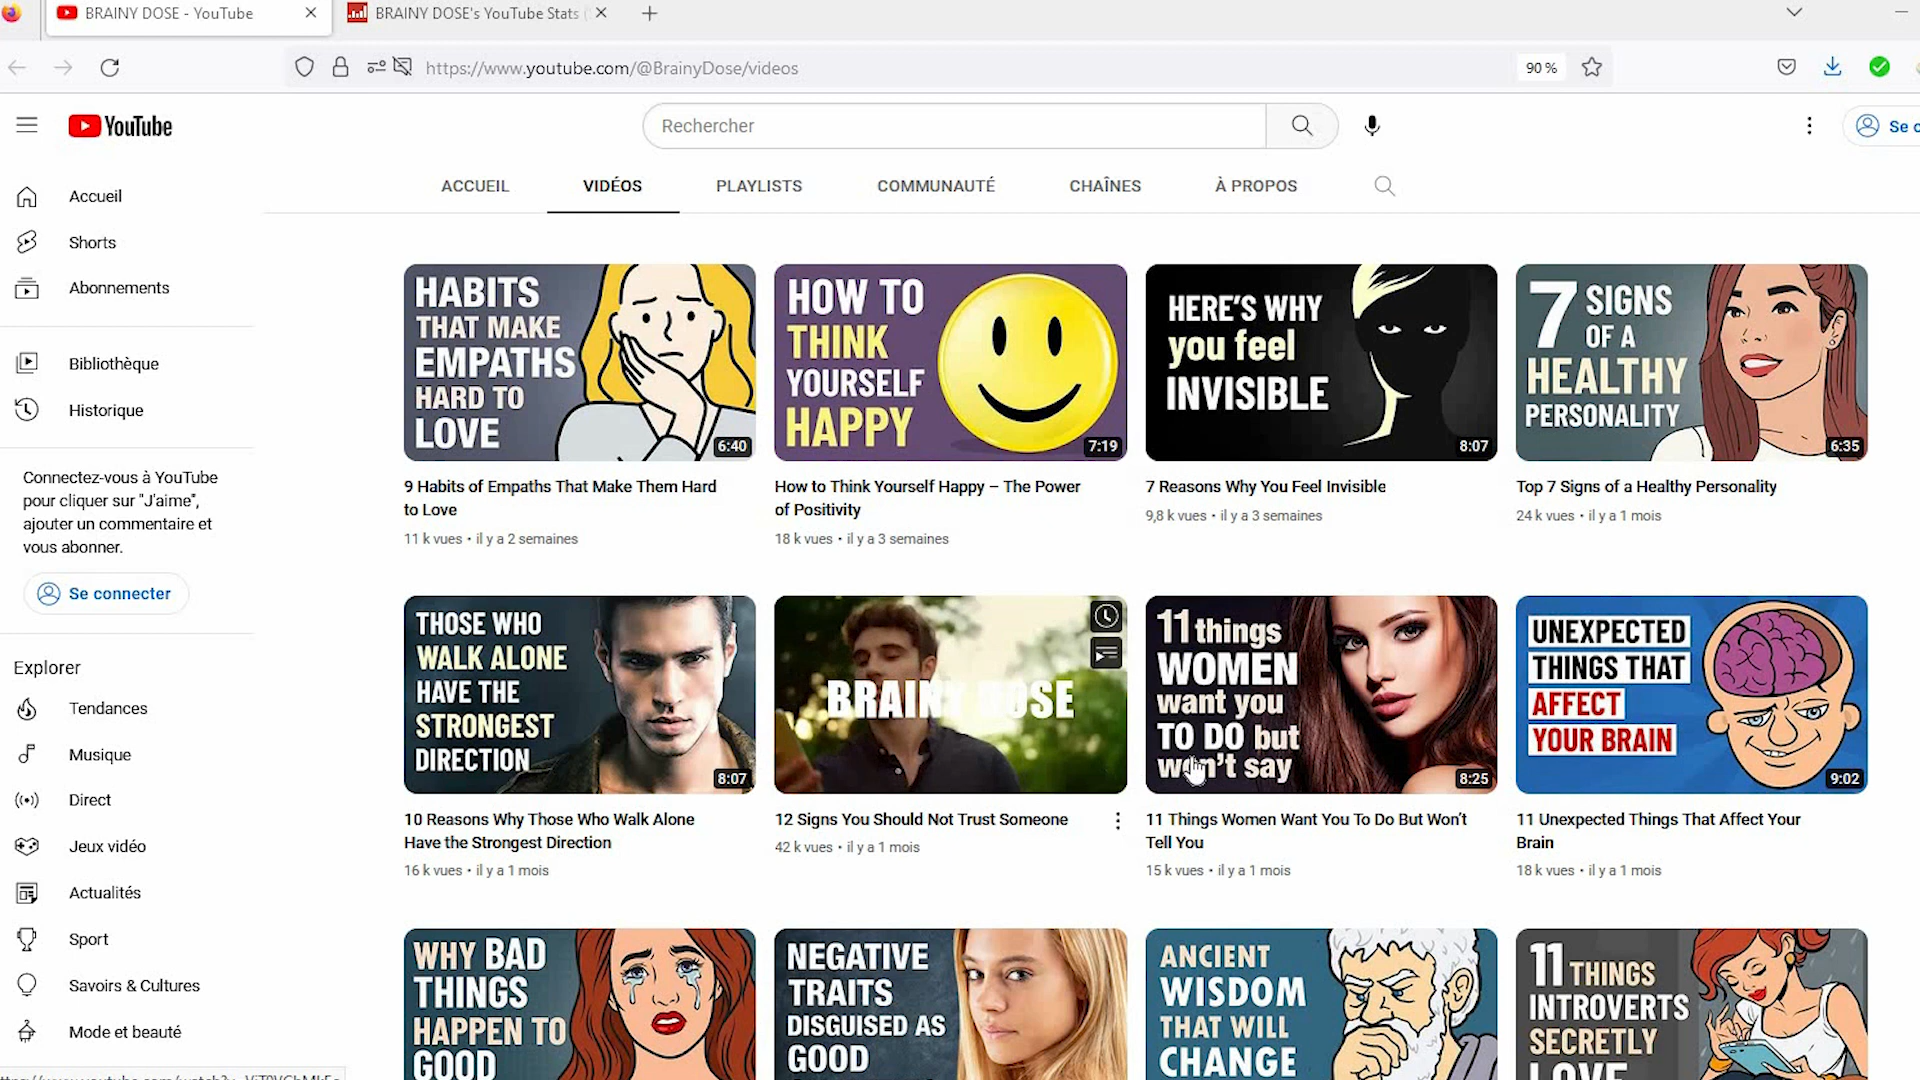 BRAINY DOSE - YouTube
BRAINY DOSE's YouTube Stats
https://www.youtube.com/@BrainyDose/videos
90 %
YouTube
Rechercher
Se c
ACCUEIL
VIDÉOS
PLAYLISTS
COMMUNAUTÉ
CHAÎNES
À PROPOS
Accueil
Shorts
Abonnements
Bibliothèque
Historique
Connectez-vous à YouTube
pour cliquer sur "J'aime",
ajouter un commentaire et
vous abonner.
Se connecter
Explorer
Tendances
Musique
Direct
Jeux vidéo
Actualités
Sport
Savoirs & Cultures
Mode et beauté
HABITS
THAT MAKE
EMPATHS
HARD TO
LOVE
6:40
9 Habits of Empaths That Make Them Hard
to Love
11 k vues • il y a 2 semaines
HOW TO
THINK
YOURSELF
HAPPY
7:19
How to Think Yourself Happy – The Power
of Positivity
18 k vues • il y a 3 semaines
HERE'S WHY
you feel
INVISIBLE
8:07
7 Reasons Why You Feel Invisible
9,8 k vues • il y a 3 semaines
7 SIGNS
OF A
HEALTHY
PERSONALITY
6:35
Top 7 Signs of a Healthy Personality
24 k vues • il y a 1 mois
THOSE WHO
WALK ALONE
HAVE THE
STRONGEST
DIRECTION
8:07
10 Reasons Why Those Who Walk Alone
Have the Strongest Direction
16 k vues • il y a 1 mois
BRAINY DOSE
12 Signs You Should Not Trust Someone
42 k vues • il y a 1 mois
11 things
WOMEN
want you
TO DO but
won't say
8:25
11 Things Women Want You To Do But Won't
Tell You
15 k vues • il y a 1 mois
UNEXPECTED
THINGS THAT
AFFECT
YOUR BRAIN
9:02
11 Unexpected Things That Affect Your
Brain
18 k vues • il y a 1 mois
WHY BAD
THINGS
HAPPEN TO
GOOD
NEGATIVE
TRAITS
DISGUISED AS
GOOD
ANCIENT
WISDOM
THAT WILL
CHANGE
11 THINGS
INTROVERTS
SECRETLY
LOVE